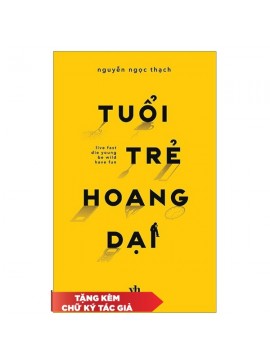 nguyễn ngọc thạch
TUỔI
TRẺ
live fast
die young
be wild
have fun
HOANG
DẠI
TẶNG KÈM
CHỮ KÝ TÁC GIẢ